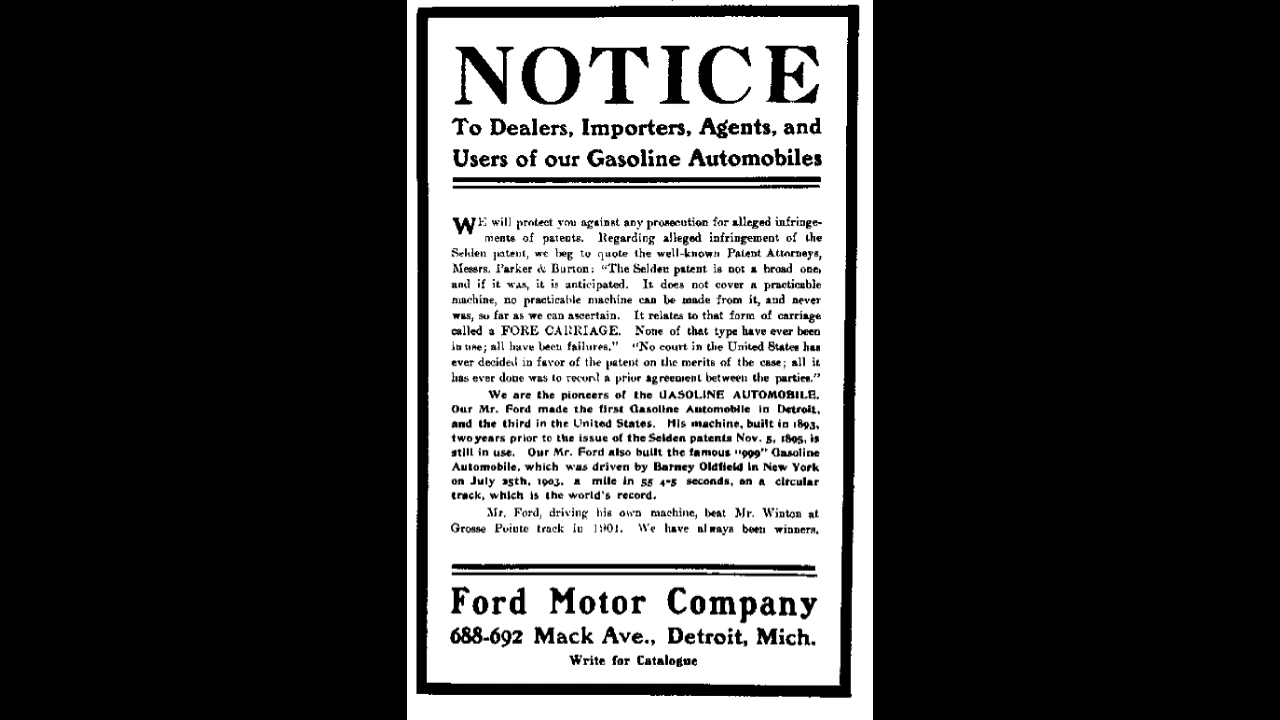 NOTICE
To Dealers, Importers, Agents, and
Users of our Gasoline Automobiles
WE will protect you against any prosecution for alleged infringe-
ments of patents. Regarding alleged infringement of the
Selden patent, we beg to quote the well-known Patent Attorneys,
Messrs. Parker & Burton: "The Selden patent is not a broad one,
and if it was, it is anticipated. It does not cover a practicable
machine, no practicable machine can be made from it, and never
was, so far as we can ascertain. It relates to that form of carriage
called a FORE CARRIAGE. None of that type have ever been
in use; all have been failures." "No court in the United States has
ever decided in favor of the patent on the merits of the case; all it
has ever done was to record a prior agreement between the parties."
We are the pioneers of the GASOLINE AUTOMOBILE.
Our Mr. Ford made the first Gasoline Automobile in Detroit,
and the third in the United States. His machine, built in 1893,
two years prior to the issue of the Selden patents Nov. 5, 1895, is
still in use. Our Mr. Ford also built the famous "999" Gasoline
Automobile, which was driven by Barney Oldfield in New York
on July 25th, 1903, a mile in 55 4-5 seconds, on a circular
track, which is the world's record.
Mr. Ford, driving his own machine, beat Mr. Winton at
Grosse Pointe track in 1901. We have always been winners.
Ford Motor Company
688-692 Mack Ave., Detroit, Mich.
Write for Catalogue